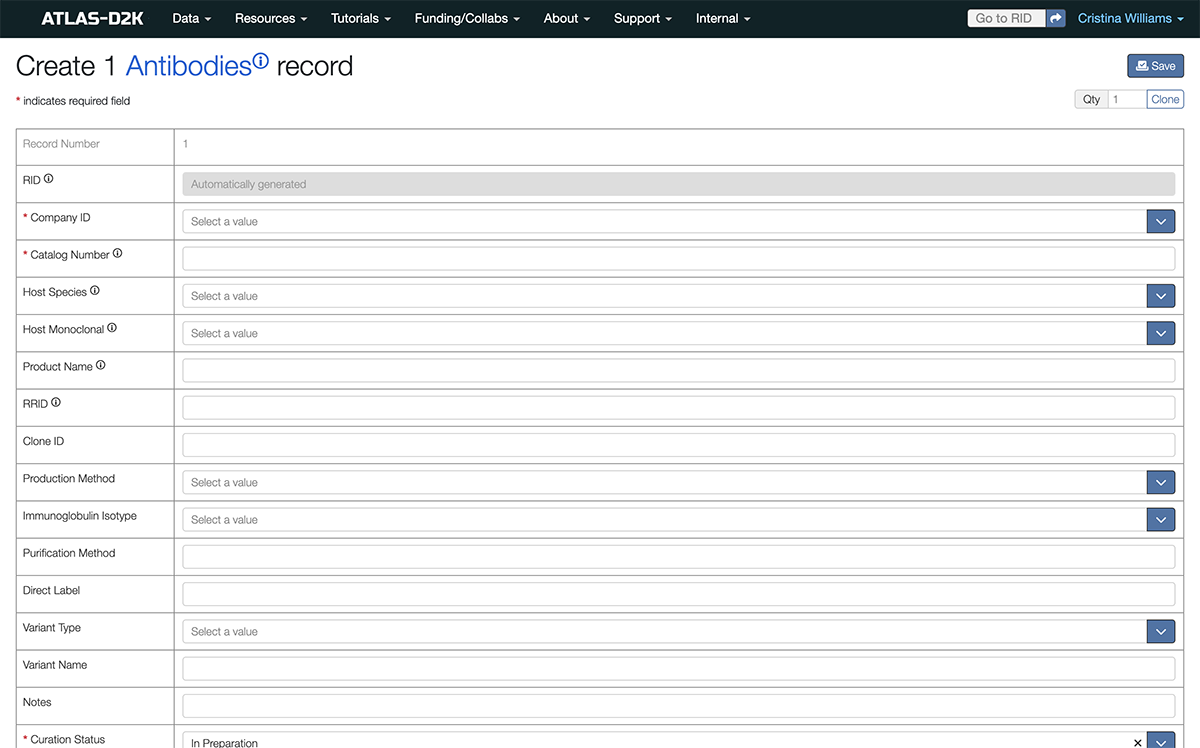 ATLAS-D2K Data Resources Tutorials Funding/Collabs About Support Internal Go to RID Cristina Williams
Create 1 Antibodies record
Save
* indicates required field
Qty 1 Clone
Record Number 1
RID Automatically generated
* Company ID Select a value
* Catalog Number
Host Species Select a value
Host Monoclonal Select a value
Product Name
RRID
Clone ID
Production Method Select a value
Immunoglobulin Isotype Select a value
Purification Method
Direct Label
Variant Type Select a value
Variant Name
Notes
* Curation Status In Preparation